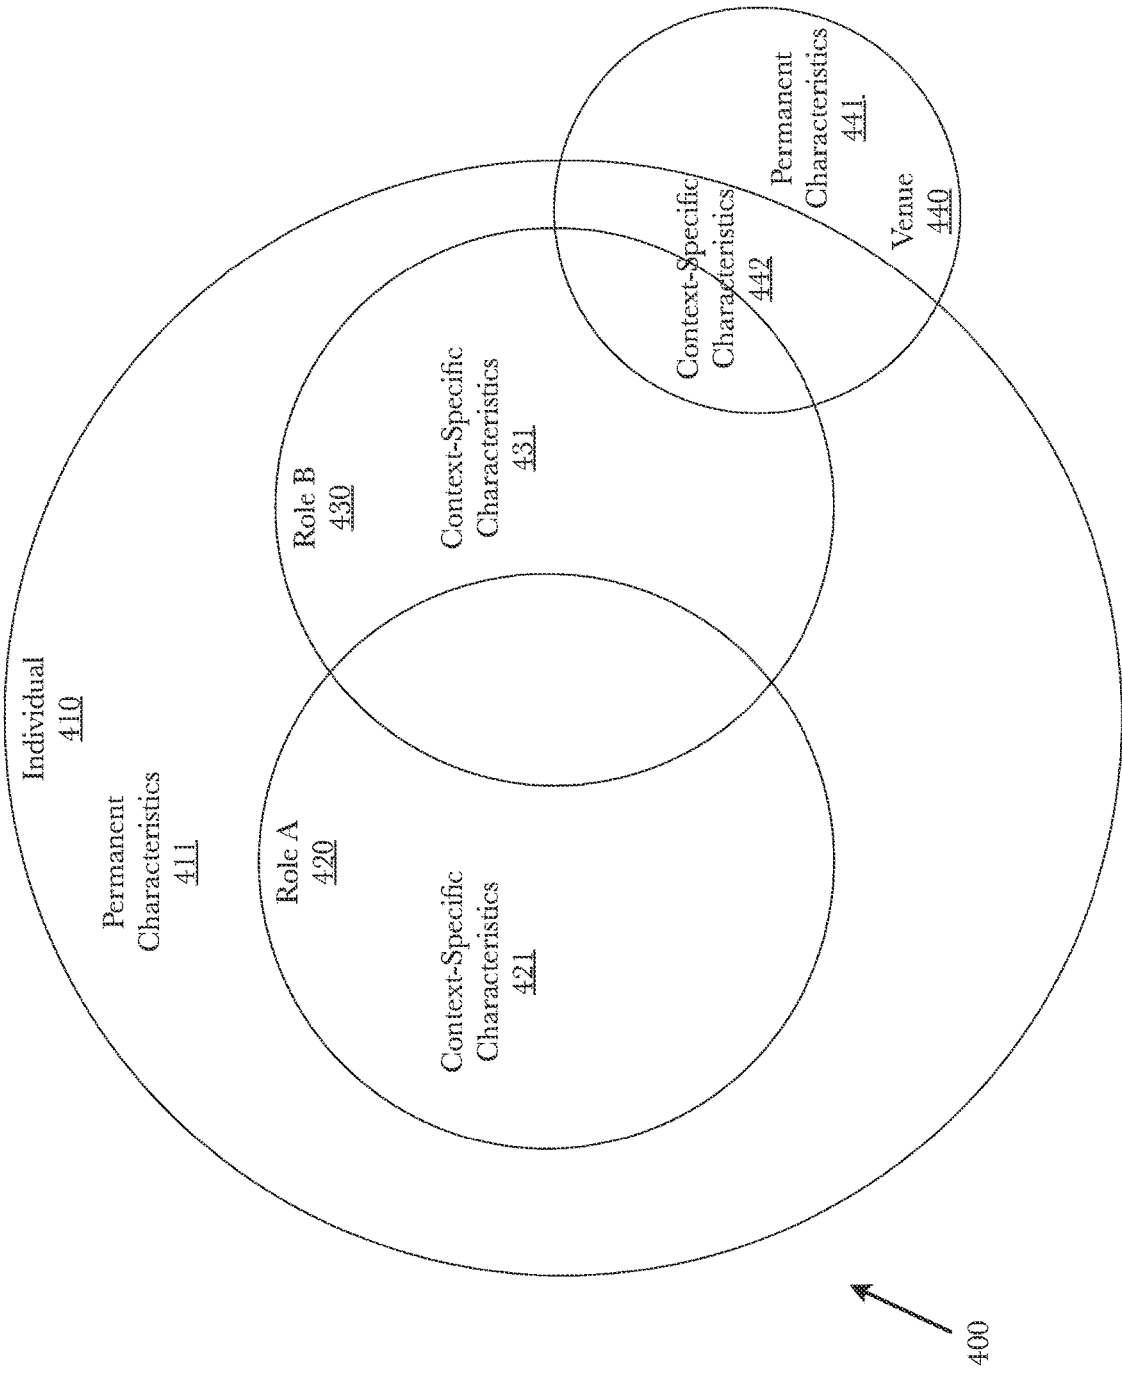 Individual
410
Permanent
Characteristics
411
Role A
420
Context-Specific
Characteristics
421
Role B
430
Context-Specific
Characteristics
431
Context-Specific
Characteristics
442
Permanent
Characteristics
441
Venue
440
400